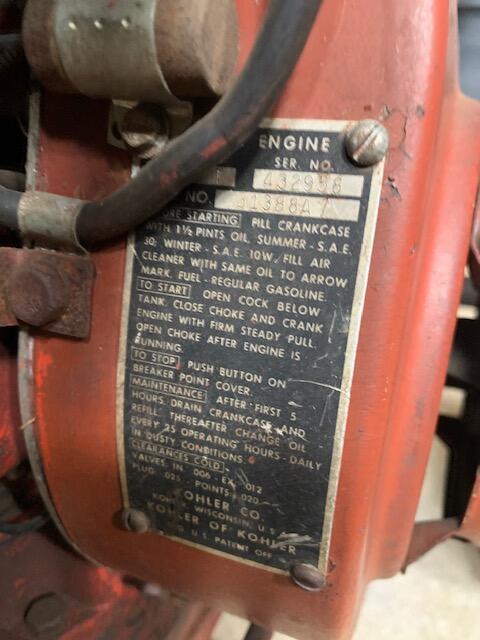 ENGINE
SER. NO.
432958
NO. 31388A
STARTING FILL CRANKCASE
WITH 1½ PINTS OIL. SUMMER - S.A.E.
30, WINTER - S.A.E. 10W. FILL AIR
CLEANER WITH SAME OIL TO ARROW
MARK. FUEL - REGULAR GASOLINE.
TO START OPEN COCK BELOW
TANK. CLOSE CHOKE AND CRANK
ENGINE WITH FIRM STEADY PULL.
OPEN CHOKE AFTER ENGINE IS
RUNNING.
TO STOP PUSH BUTTON ON
BREAKER POINT COVER.
MAINTENANCE AFTER FIRST 5
HOURS, DRAIN CRANKCASE AND
REFILL. THEREAFTER CHANGE OIL
EVERY 25 OPERATING HOURS - DAILY
IN DUSTY CONDITIONS.
CLEARANCES COLD
VALVES: IN .006 - EX .012
PLUG .025 POINTS .020
KOHLER CO.
WISCONSIN, U.S.
KOHLER OF KOHLER
U.S. PATENT OFF.